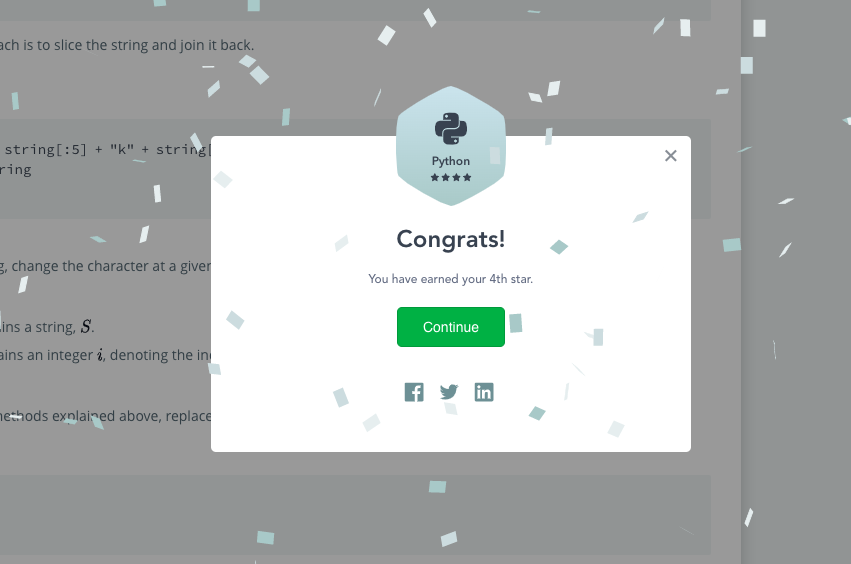 ach is to slice the string and join it back.
string[:5] + "k" + string[
ring
Python
Congrats!
g, change the character at a given
You have earned your 4th star.
ins a string, S.
Continue
ains an integer i, denoting the in
methods explained above, replace